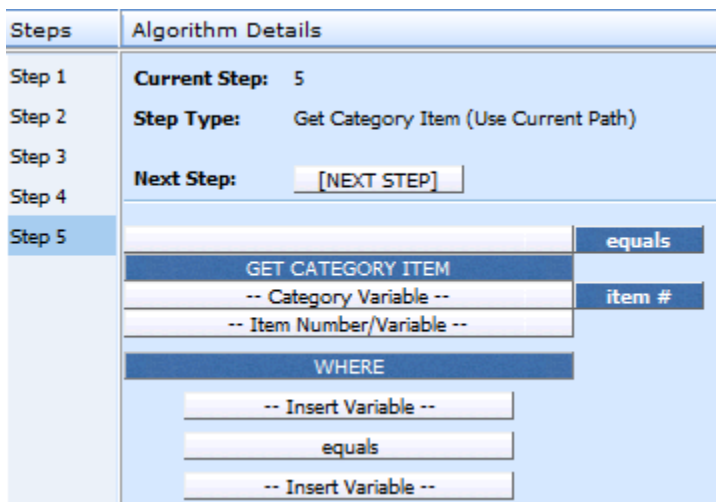 Steps
Algorithm Details
Step 1
Step 2
Step 3
Step 4
Step 5
Current Step: 5
Step Type: Get Category Item (Use Current Path)
Next Step: [NEXT STEP]
equals
GET CATEGORY ITEM
-- Category Variable -- item #
-- Item Number/Variable --
WHERE
-- Insert Variable --
equals
-- Insert Variable --